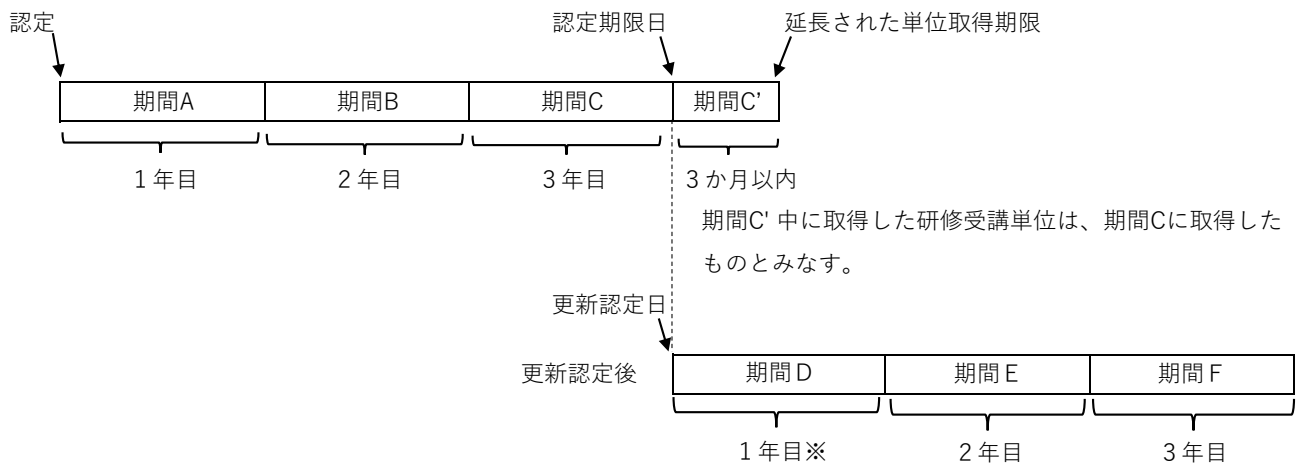 認定
認定期限日
延長された単位取得期限
期間A
期間B
期間C
期間C’
１年目
２年目
３年目
３か月以内
期間C' 中に取得した研修受講単位は、期間Cに取得した
ものとみなす。
更新認定日
更新認定後
期間Ｄ
期間Ｅ
期間Ｆ
１年目※
２年目
３年目